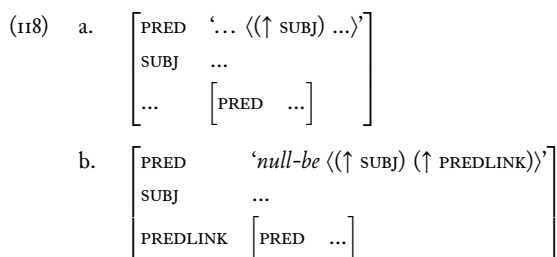 (118) a. [PRED ‘… ⟨(↑ SUBJ) …⟩’
SUBJ …
… [PRED …]]
b. [PRED ‘null-be ⟨(↑ SUBJ) (↑ PREDLINK)⟩’
SUBJ …
PREDLINK [PRED …]]